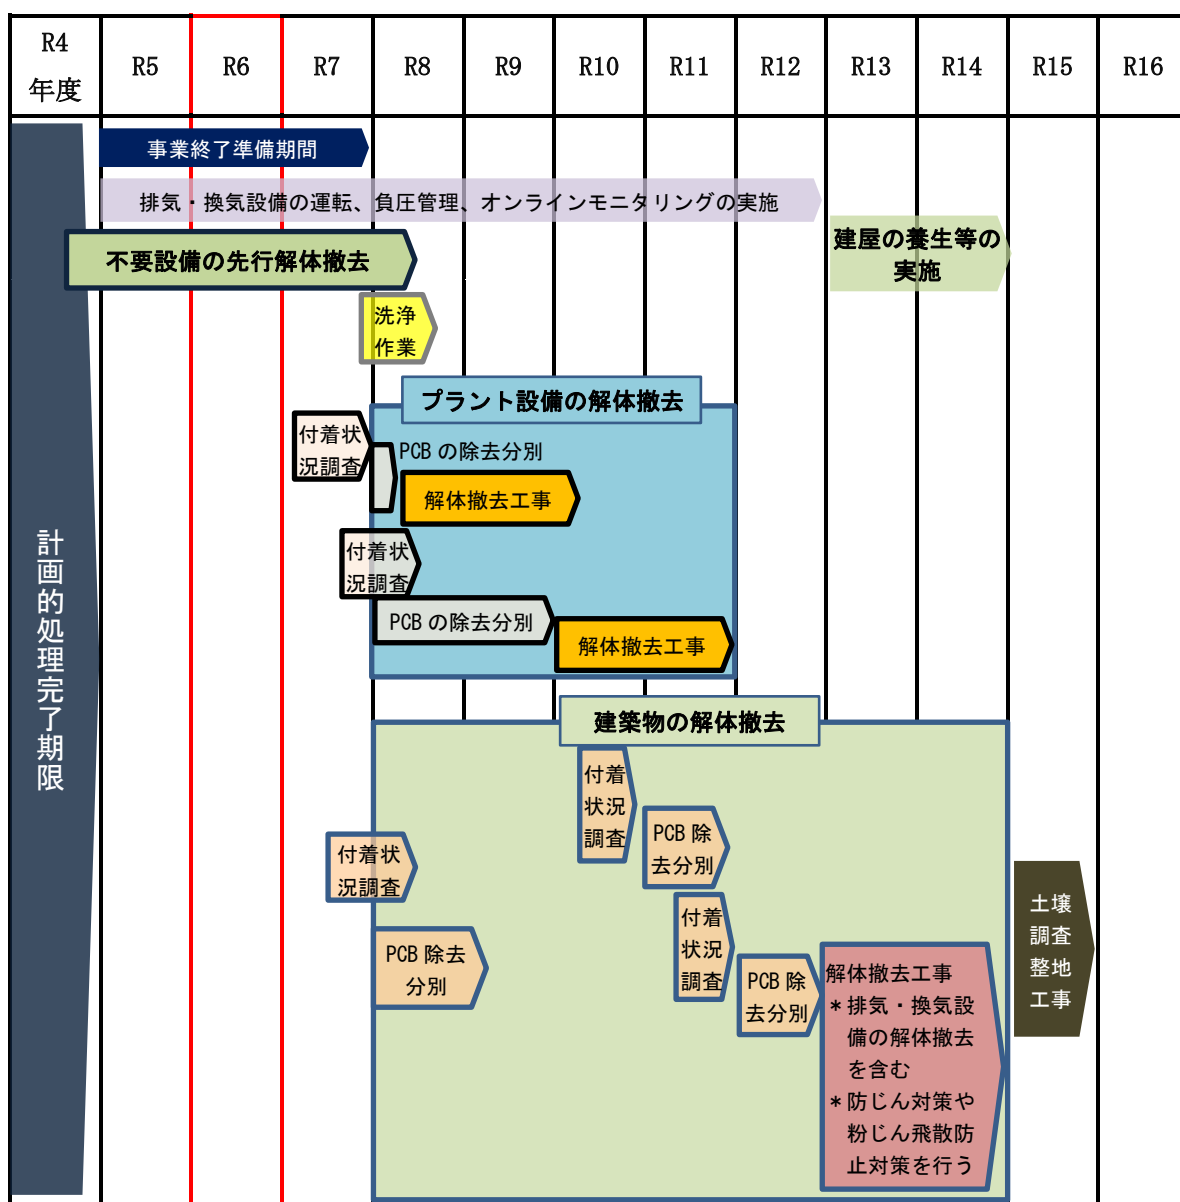 R4
年度
R5
R6
R7
R8
R9
R10
R11
R12
R13
R14
R15
R16
計画的処理完了期限
事業終了準備期間
排気・換気設備の運転、負圧管理、オンラインモニタリングの実施
不要設備の先行解体撤去
建屋の養生等の
実施
洗浄
作業
プラント設備の解体撤去
付着状
況調査
PCB の除去分別
解体撤去工事
付着状
況調査
PCB の除去分別
解体撤去工事
建築物の解体撤去
付着
状況
調査
付着状
況調査
PCB 除
去分別
付着
状況
調査
PCB 除去
分別
PCB 除
去分別
解体撤去工事
＊排気・換気設
備の解体撤去
を含む
＊防じん対策や
粉じん飛散防
止対策を行う
土壌
調査
整地
工事